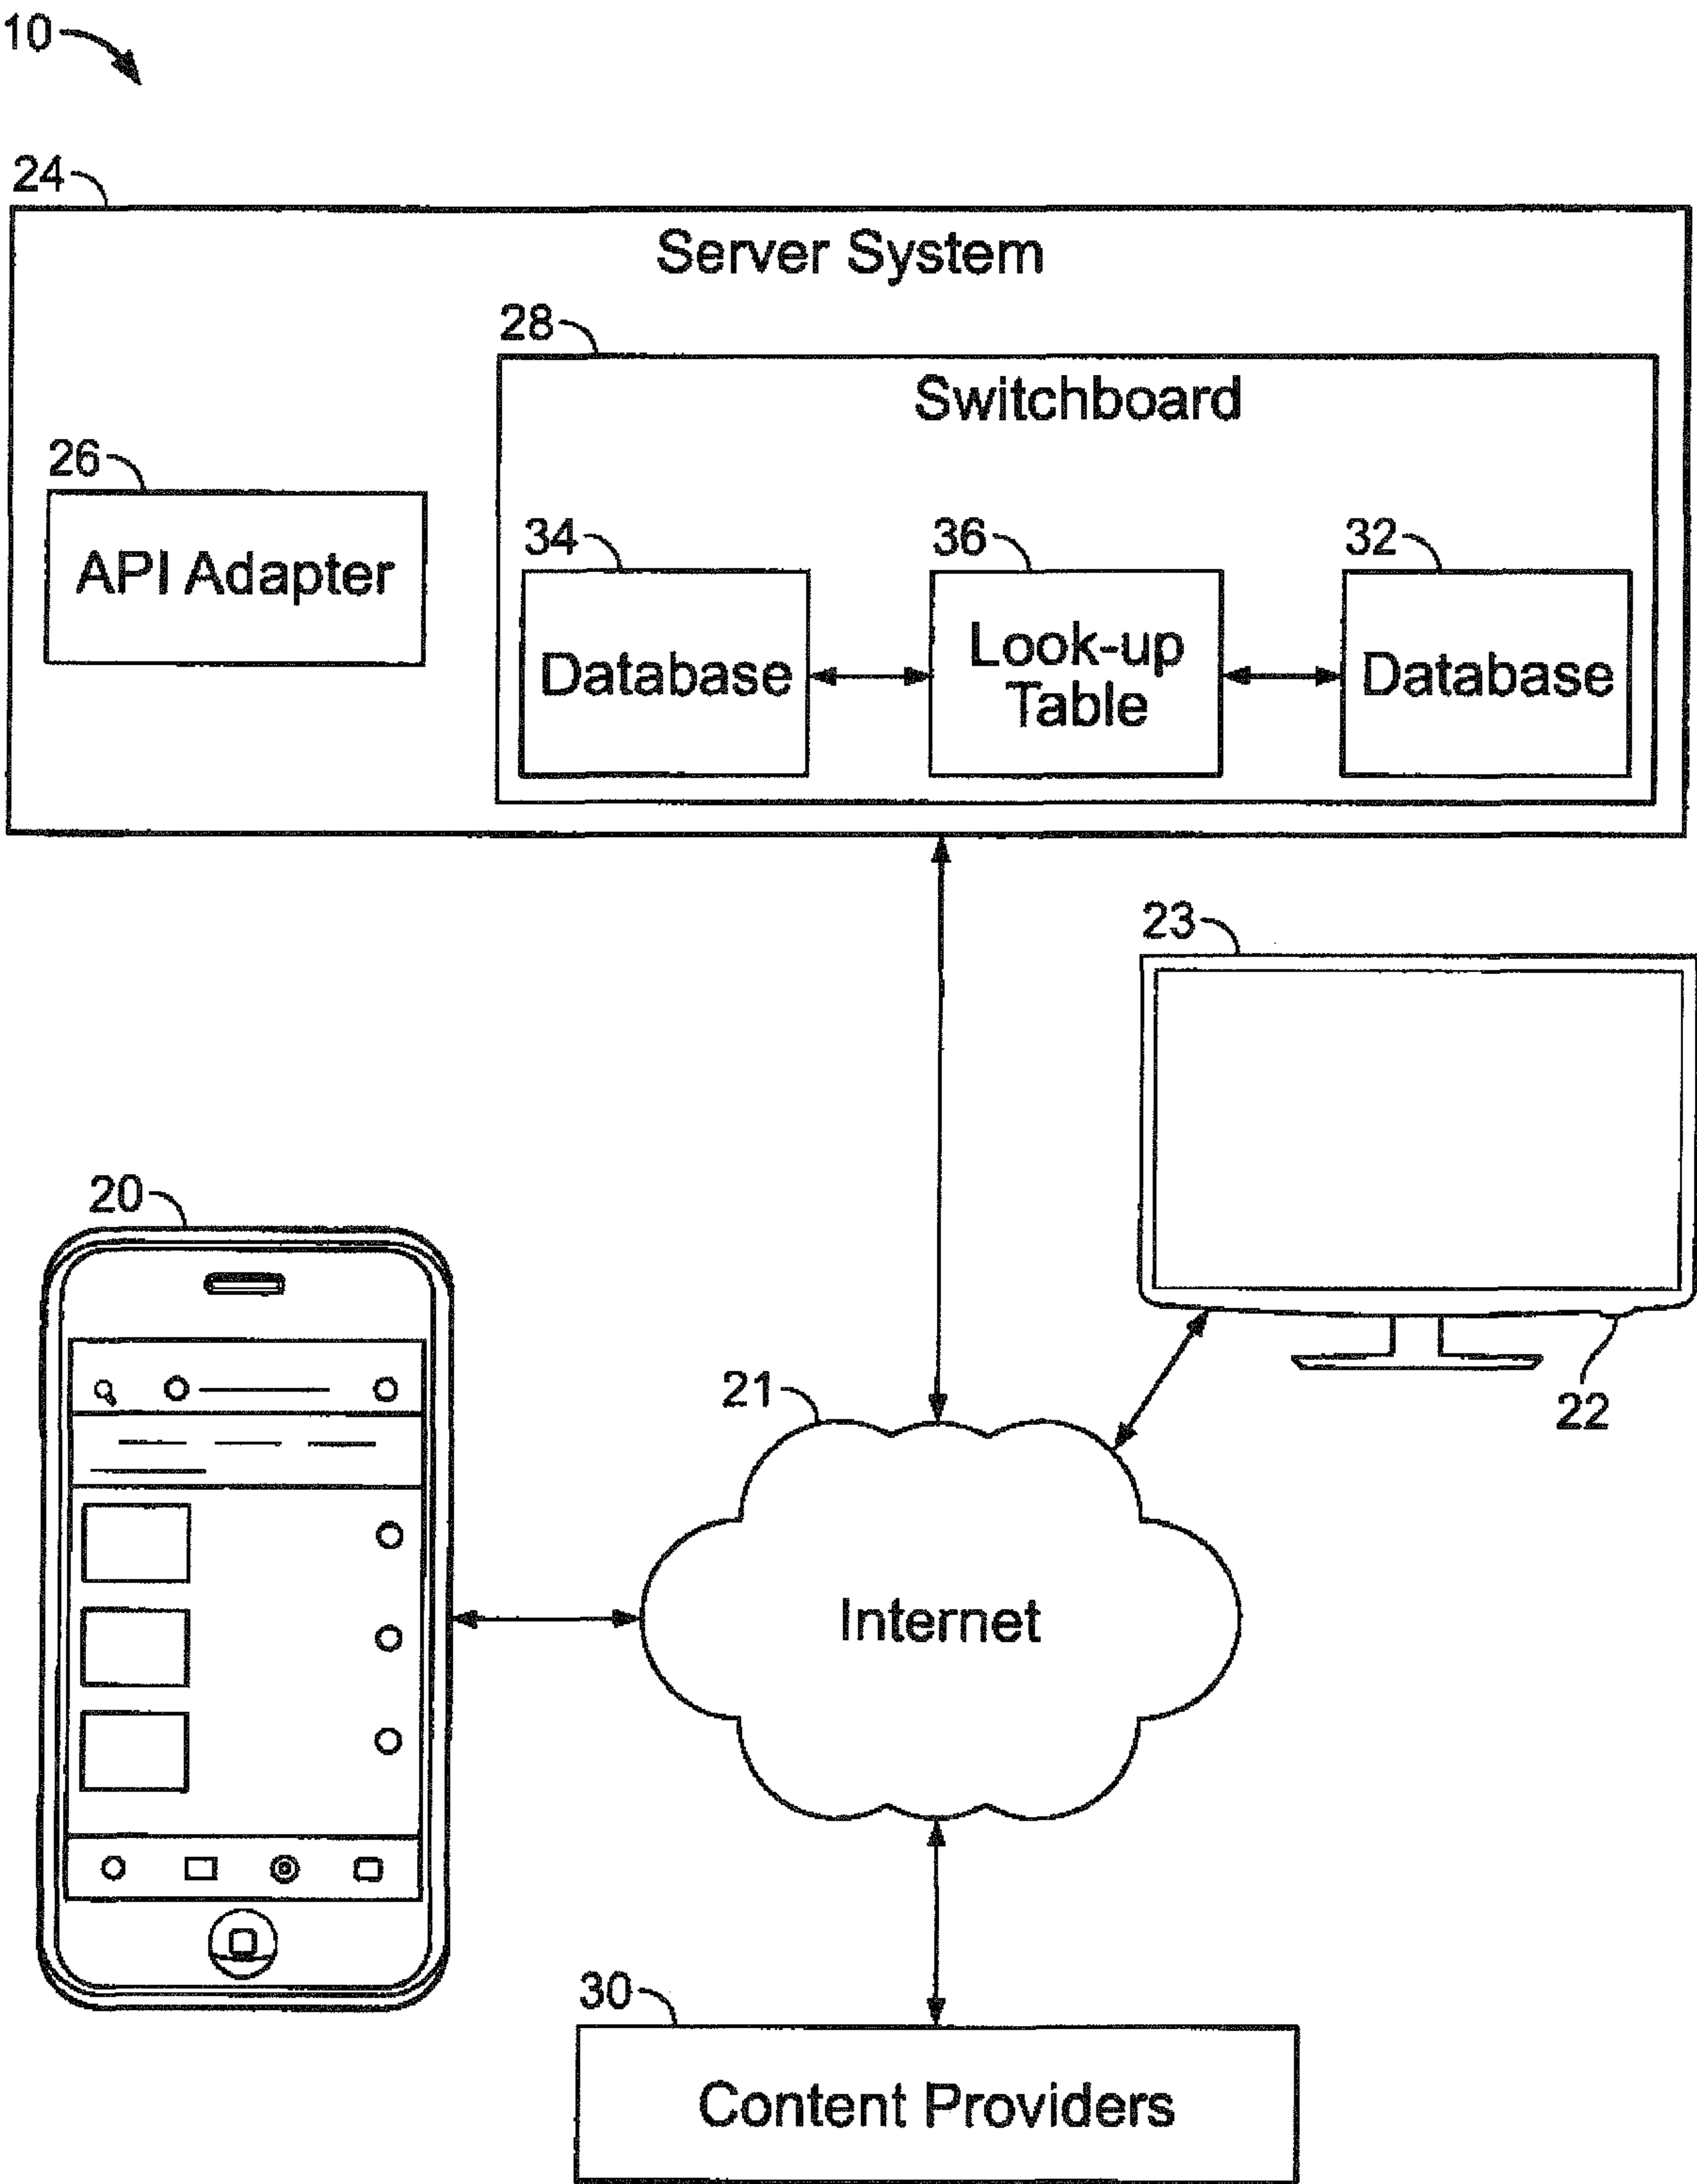 10
24
Server System
28
Switchboard
26
API Adapter
34
Database
36
Look-up
Table
32
Database
23
22
20
21
Internet
30
Content Providers